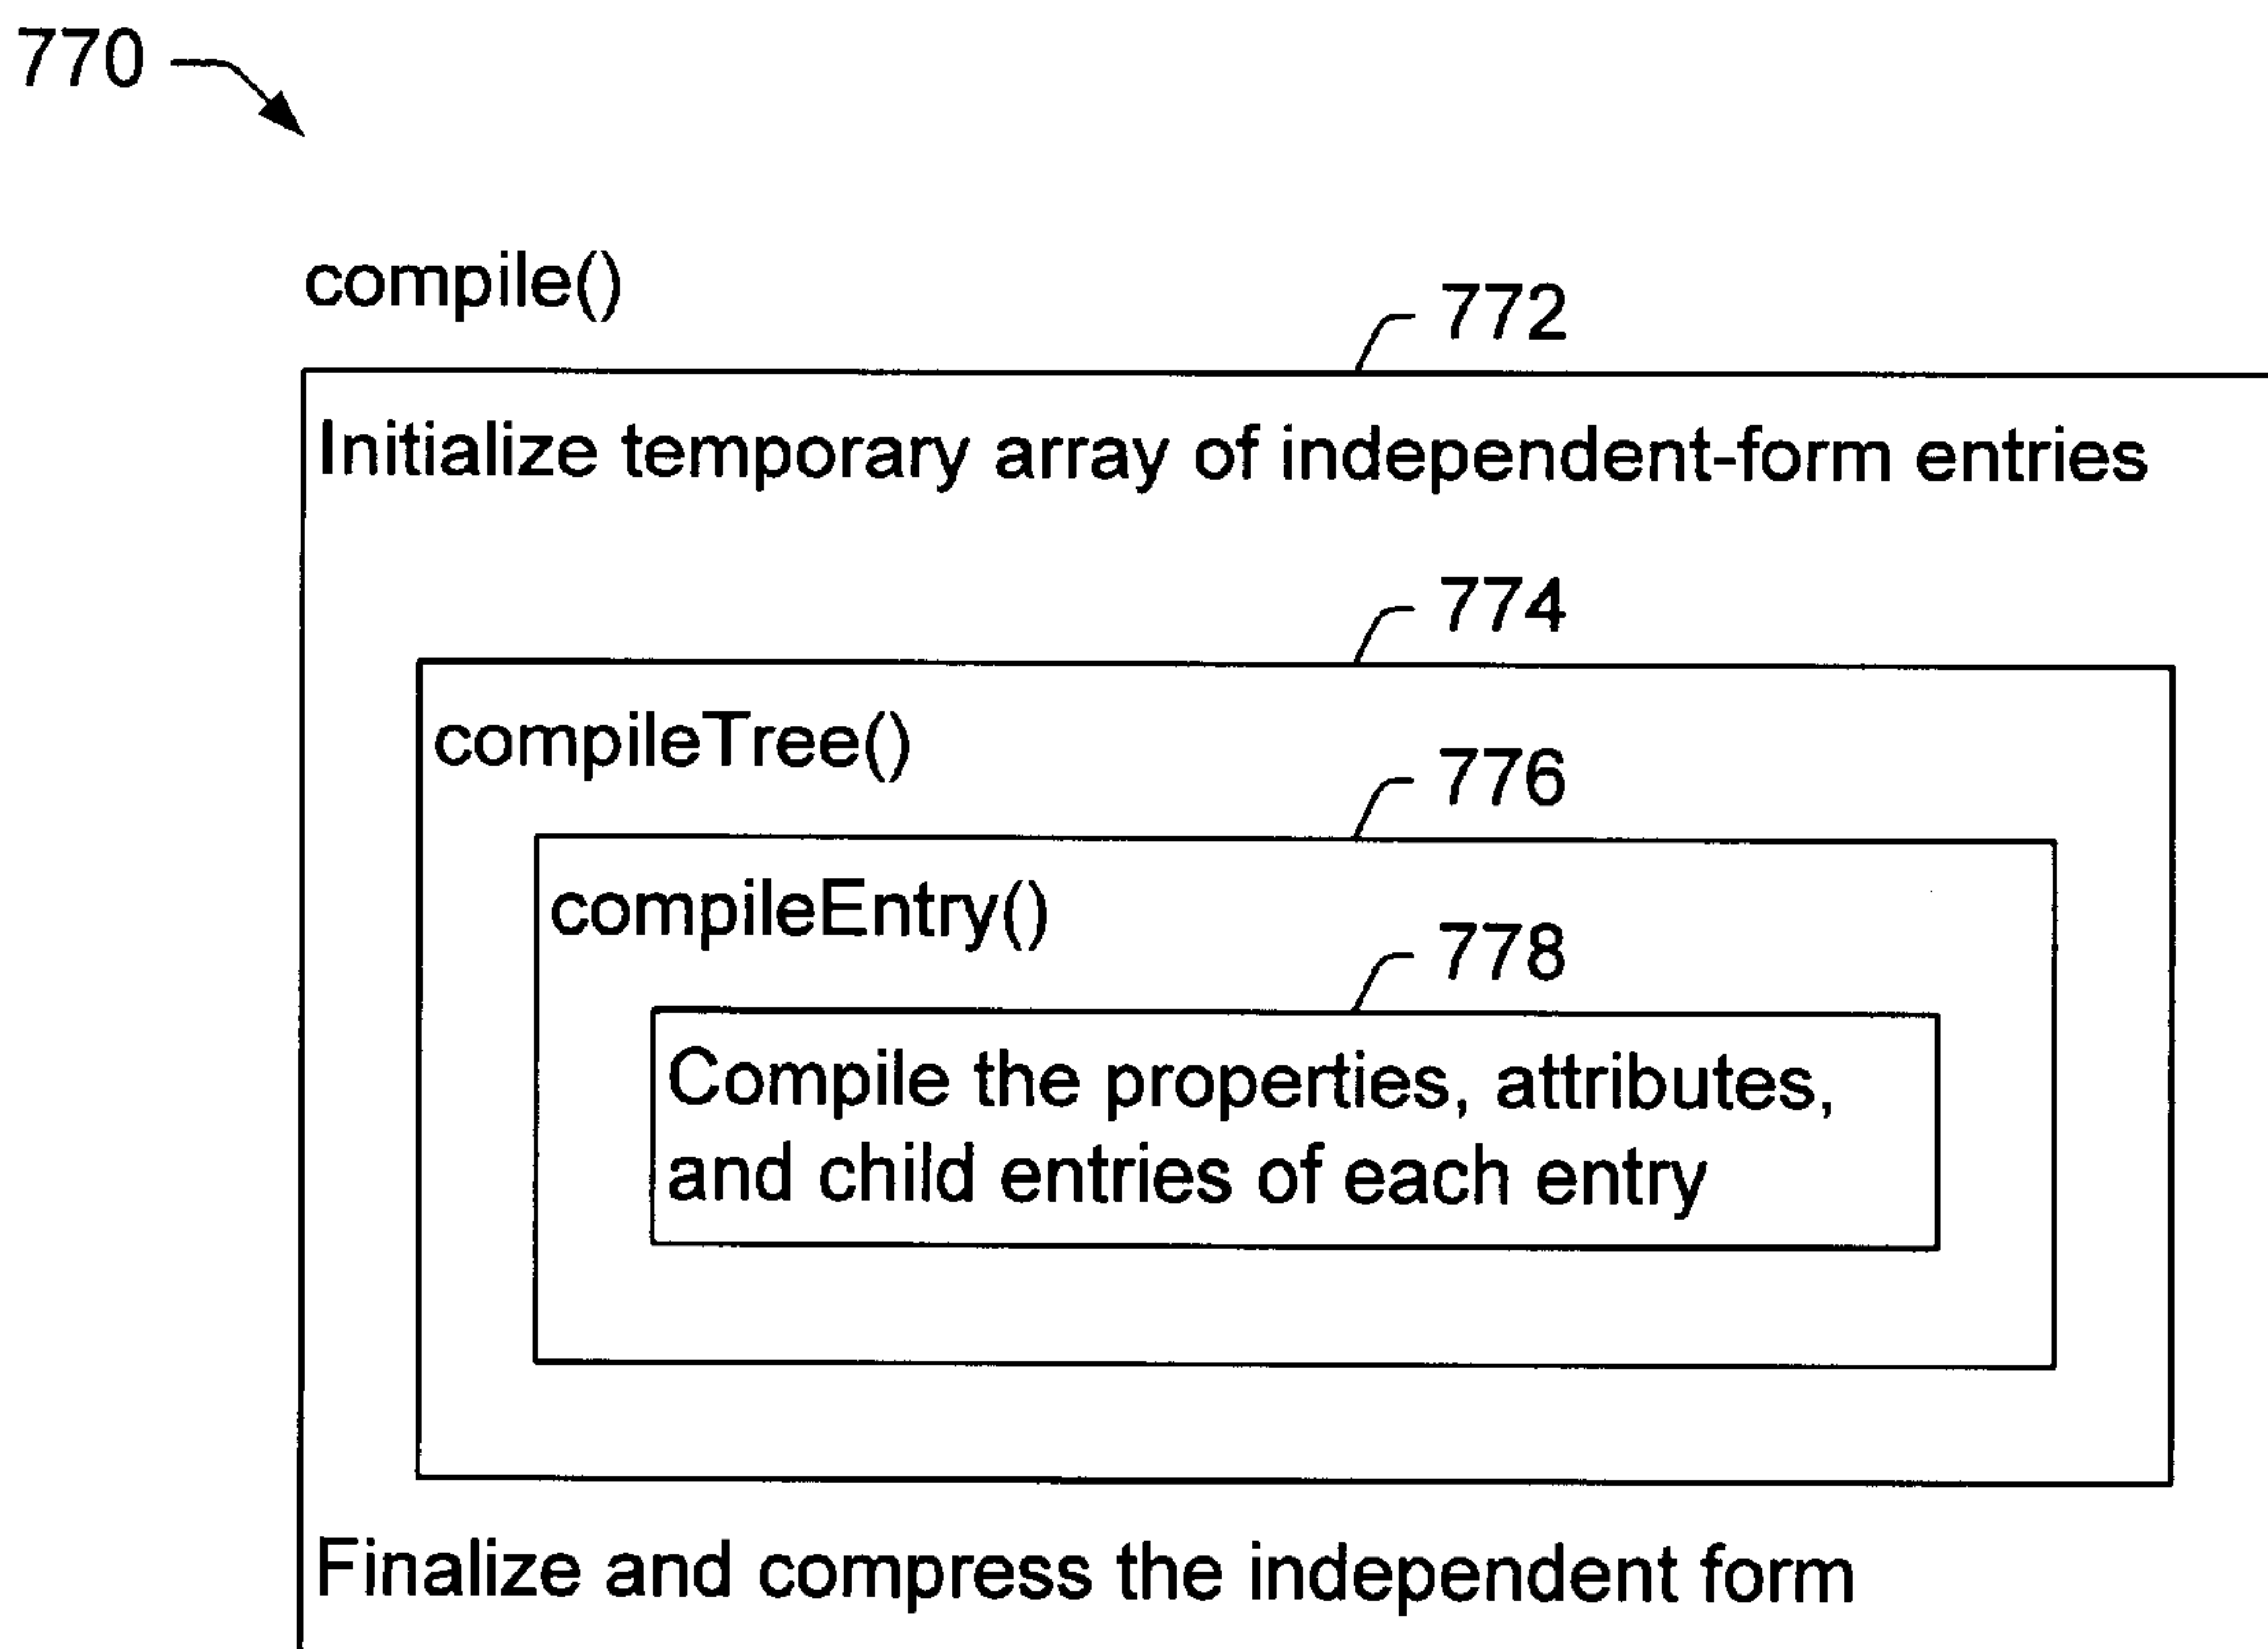 770
compile()
772
Initialize temporary array of independent-form entries
774
compileTree()
776
compileEntry()
778
Compile the properties, attributes,
and child entries of each entry
Finalize and compress the independent form